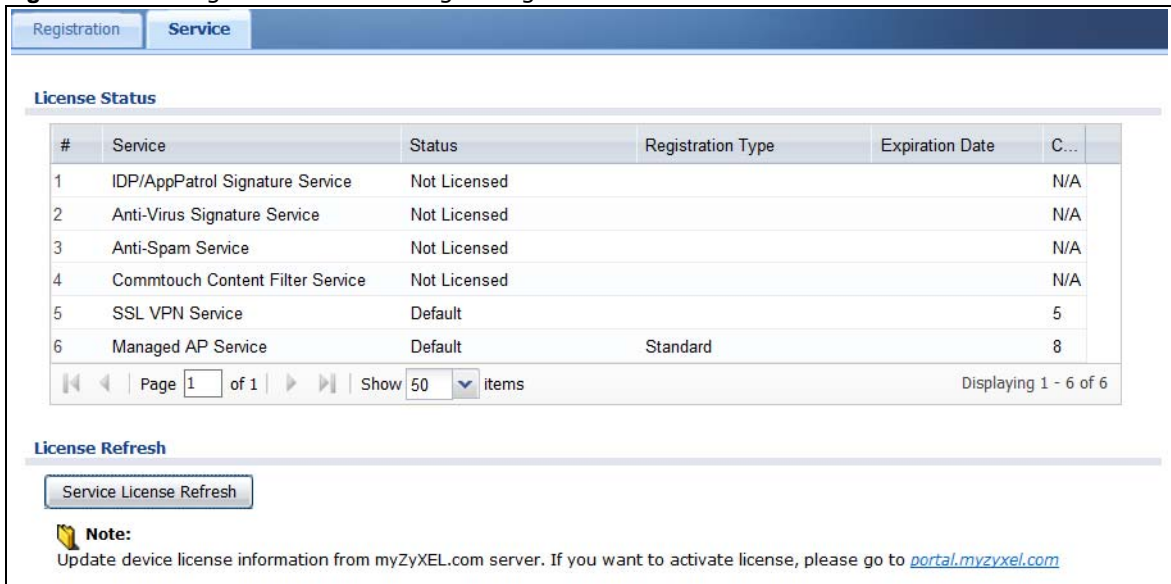 Registration Service
License Status
# Service Status Registration Type Expiration Date C...
1 IDP/AppPatrol Signature Service Not Licensed N/A
2 Anti-Virus Signature Service Not Licensed N/A
3 Anti-Spam Service Not Licensed N/A
4 Commtouch Content Filter Service Not Licensed N/A
5 SSL VPN Service Default 5
6 Managed AP Service Default Standard 8
Page 1 of 1 Show 50 items Displaying 1 - 6 of 6
License Refresh
Service License Refresh
Note:
Update device license information from myZyXEL.com server. If you want to activate license, please go to portal.myzyxel.com